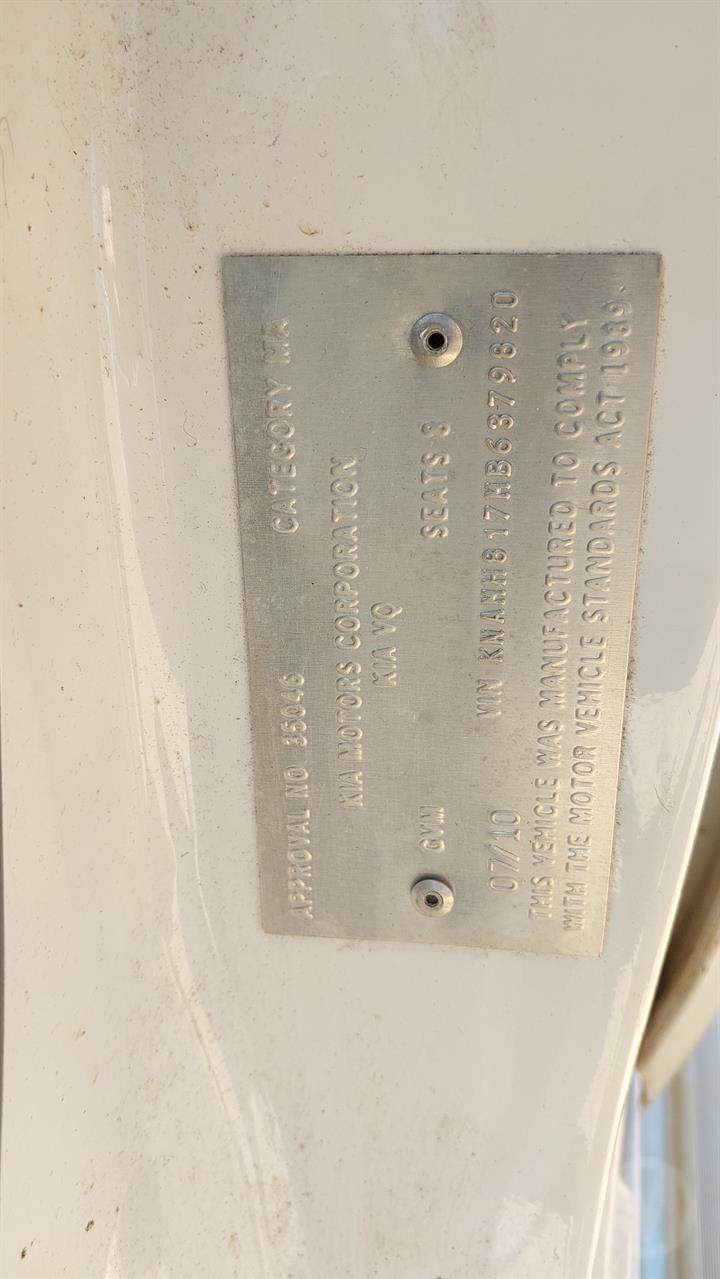 APPROVAL NO 35046 CATEGORY MA
KIA MOTORS CORPORATION
KIA VQ
GVM SEATS 8
07/10 VIN KNAMH817MB6379820
THIS VEHICLE WAS MANUFACTURED TO COMPLY
WITH THE MOTOR VEHICLE STANDARDS ACT 1989.